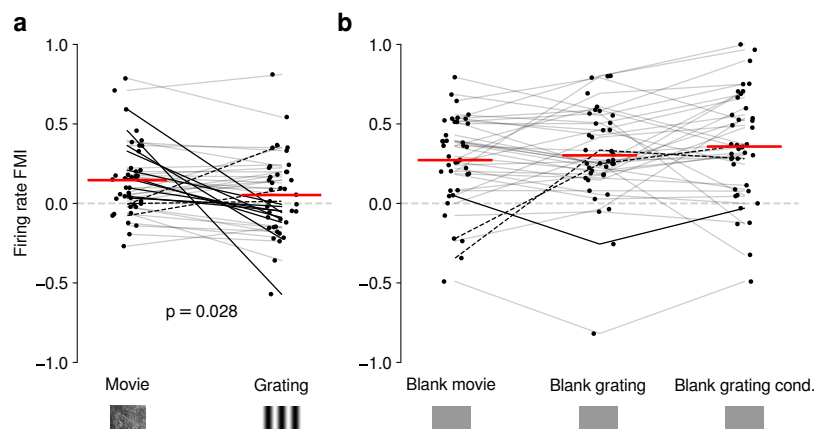 a
b
Firing rate FMI
1.0
0.5
0.0
−0.5
−1.0
p = 0.028
Movie
Grating
1.0
0.5
0.0
−0.5
−1.0
Blank movie
Blank grating
Blank grating cond.